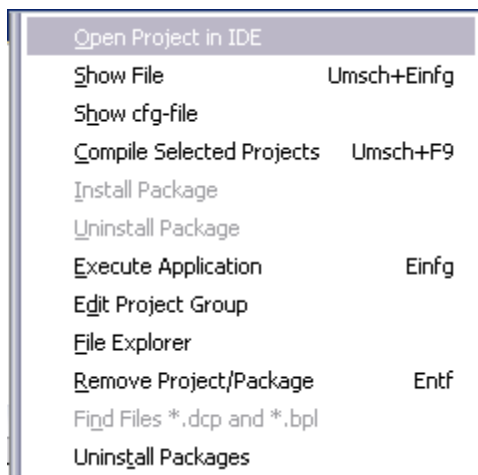 Open Project in IDE
Show File Umsch+Einfg
Show cfg-file
Compile Selected Projects Umsch+F9
Install Package
Uninstall Package
Execute Application Einfg
Edit Project Group
File Explorer
Remove Project/Package Entf
Find Files *.dcp and *.bpl
Uninstall Packages